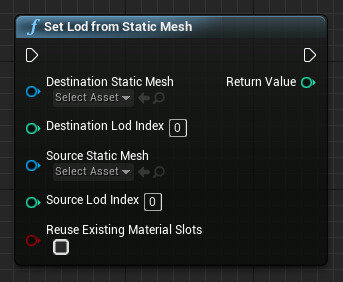 f Set Lod from Static Mesh
Destination Static Mesh Return Value
Select Asset
Destination Lod Index 0
Source Static Mesh
Select Asset
Source Lod Index 0
Reuse Existing Material Slots